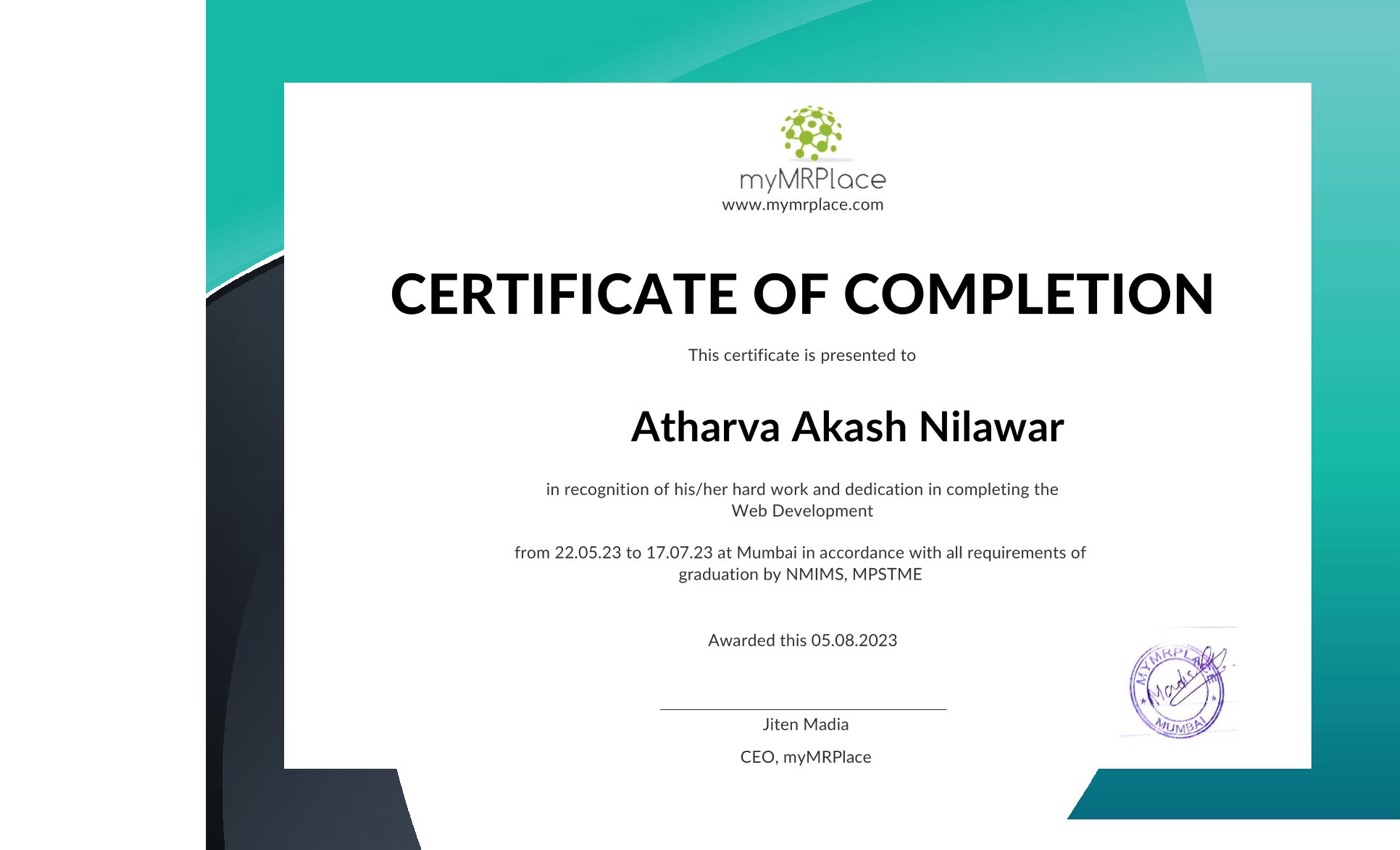 myMRPlace
www.mymrplace.com
CERTIFICATE OF COMPLETION
This certificate is presented to
Atharva Akash Nilawar
in recognition of his/her hard work and dedication in completing the
Web Development
from 22.05.23 to 17.07.23 at Mumbai in accordance with all requirements of
graduation by NMIMS, MPSTME
Awarded this 05.08.2023
MYMRPLACE
Madia
MUMBAI
Jiten Madia
CEO, myMRPlace